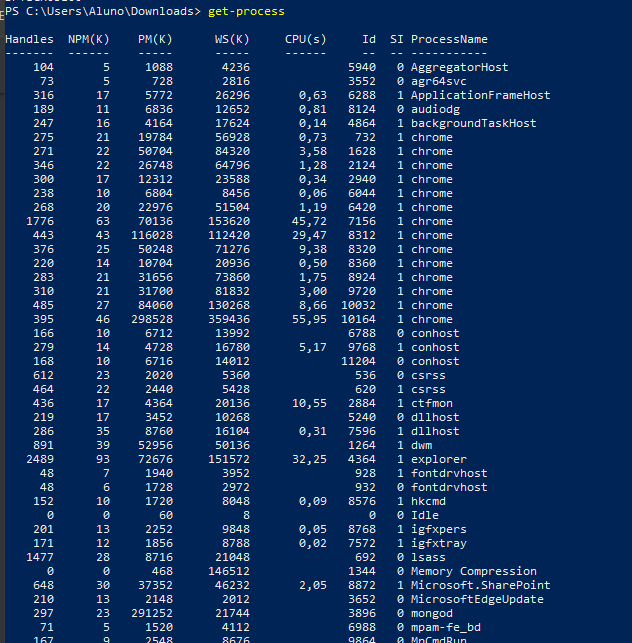 PS C:\Users\Aluno\Downloads> get-process
Handles NPM(K) PM(K) WS(K) CPU(s) Id SI ProcessName
------- ------ ----- ----- ------ -- -- -----------
104 5 1088 4236 5940 0 AggregatorHost
73 5 728 2816 3552 0 agr64svc
316 17 5772 26296 0,63 6288 1 ApplicationFrameHost
189 11 6836 12652 0,81 8124 0 audiodg
247 16 4164 17624 0,14 4864 1 backgroundTaskHost
275 21 19784 56928 0,73 732 1 chrome
271 22 50704 84320 3,58 1628 1 chrome
346 22 26748 64796 1,28 2124 1 chrome
300 17 12312 23588 0,34 2940 1 chrome
238 10 6804 8456 0,06 6044 1 chrome
268 20 22976 51504 1,19 6420 1 chrome
1776 63 70136 153620 45,72 7156 1 chrome
443 43 116028 112420 29,47 8312 1 chrome
376 25 50248 71276 9,38 8320 1 chrome
220 14 10704 20936 0,50 8360 1 chrome
283 21 31656 73860 1,75 8924 1 chrome
310 21 31700 81832 3,00 9720 1 chrome
485 27 84060 130268 8,66 10032 1 chrome
395 46 298528 359436 55,95 10164 1 chrome
166 10 6712 13992 6788 0 conhost
279 14 4728 16780 5,17 9768 1 conhost
168 10 6716 14012 11204 0 conhost
612 23 2020 5360 536 0 csrss
464 22 2440 5428 620 1 csrss
436 17 4364 20136 10,55 2884 1 ctfmon
219 17 3452 10268 5240 0 dllhost
286 35 8760 16104 0,31 7596 1 dllhost
891 39 52956 50136 1264 1 dwm
2489 93 72676 151572 32,25 4364 1 explorer
48 7 1940 3952 928 1 fontdrvhost
48 6 1728 2972 932 0 fontdrvhost
152 10 1720 8048 0,09 8576 1 hkcmd
0 0 60 8 0 0 Idle
201 13 2252 9848 0,05 8768 1 igfxpers
171 12 1856 8788 0,02 7572 1 igfxtray
1477 28 8716 21048 692 0 lsass
0 0 468 146512 1344 0 Memory Compression
648 30 37352 46232 2,05 8872 1 Microsoft.SharePoint
210 13 2148 2012 3652 0 MicrosoftEdgeUpdate
297 23 291252 21744 3896 0 mongod
71 5 1520 4112 6988 0 mpam-fe_bd
167 9 2548 8676 9864 0 MpCmdRun